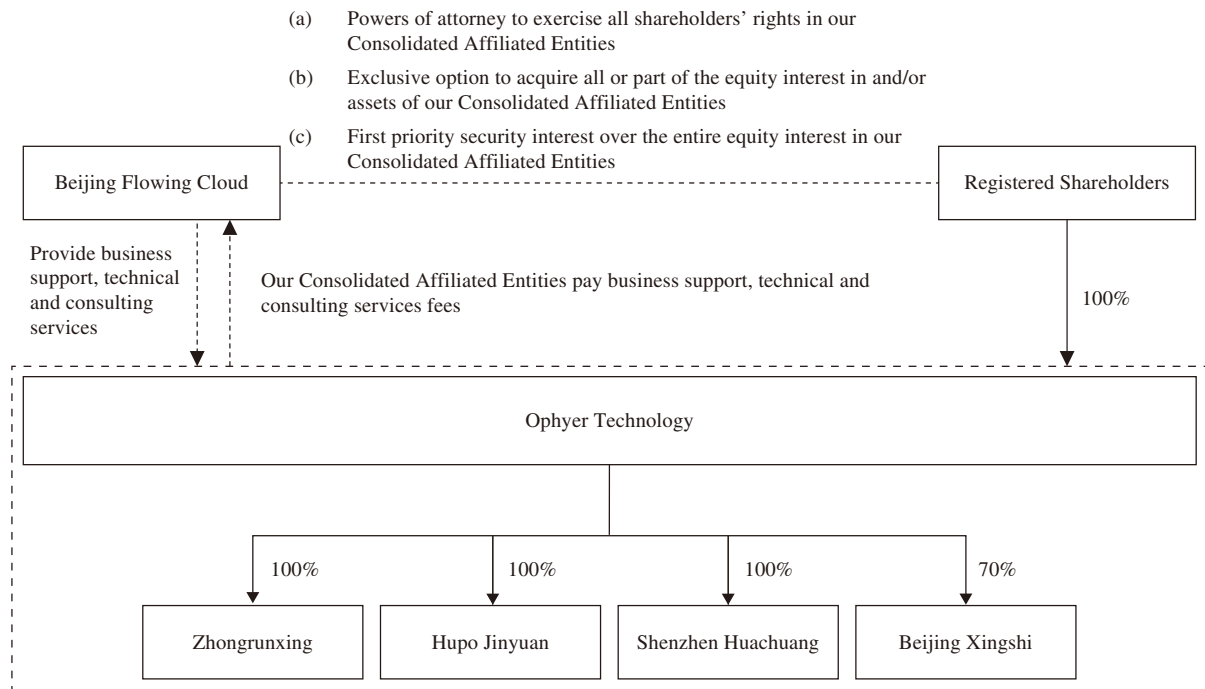 (a) Powers of attorney to exercise all shareholders’ rights in our
Consolidated Affiliated Entities
(b) Exclusive option to acquire all or part of the equity interest in and/or
assets of our Consolidated Affiliated Entities
(c) First priority security interest over the entire equity interest in our
Consolidated Affiliated Entities
Beijing Flowing Cloud
Registered Shareholders
Provide business
support, technical
and consulting
services
Our Consolidated Affiliated Entities pay business support, technical and
consulting services fees
100%
Ophyer Technology
100%
100%
100%
70%
Zhongrunxing
Hupo Jinyuan
Shenzhen Huachuang
Beijing Xingshi